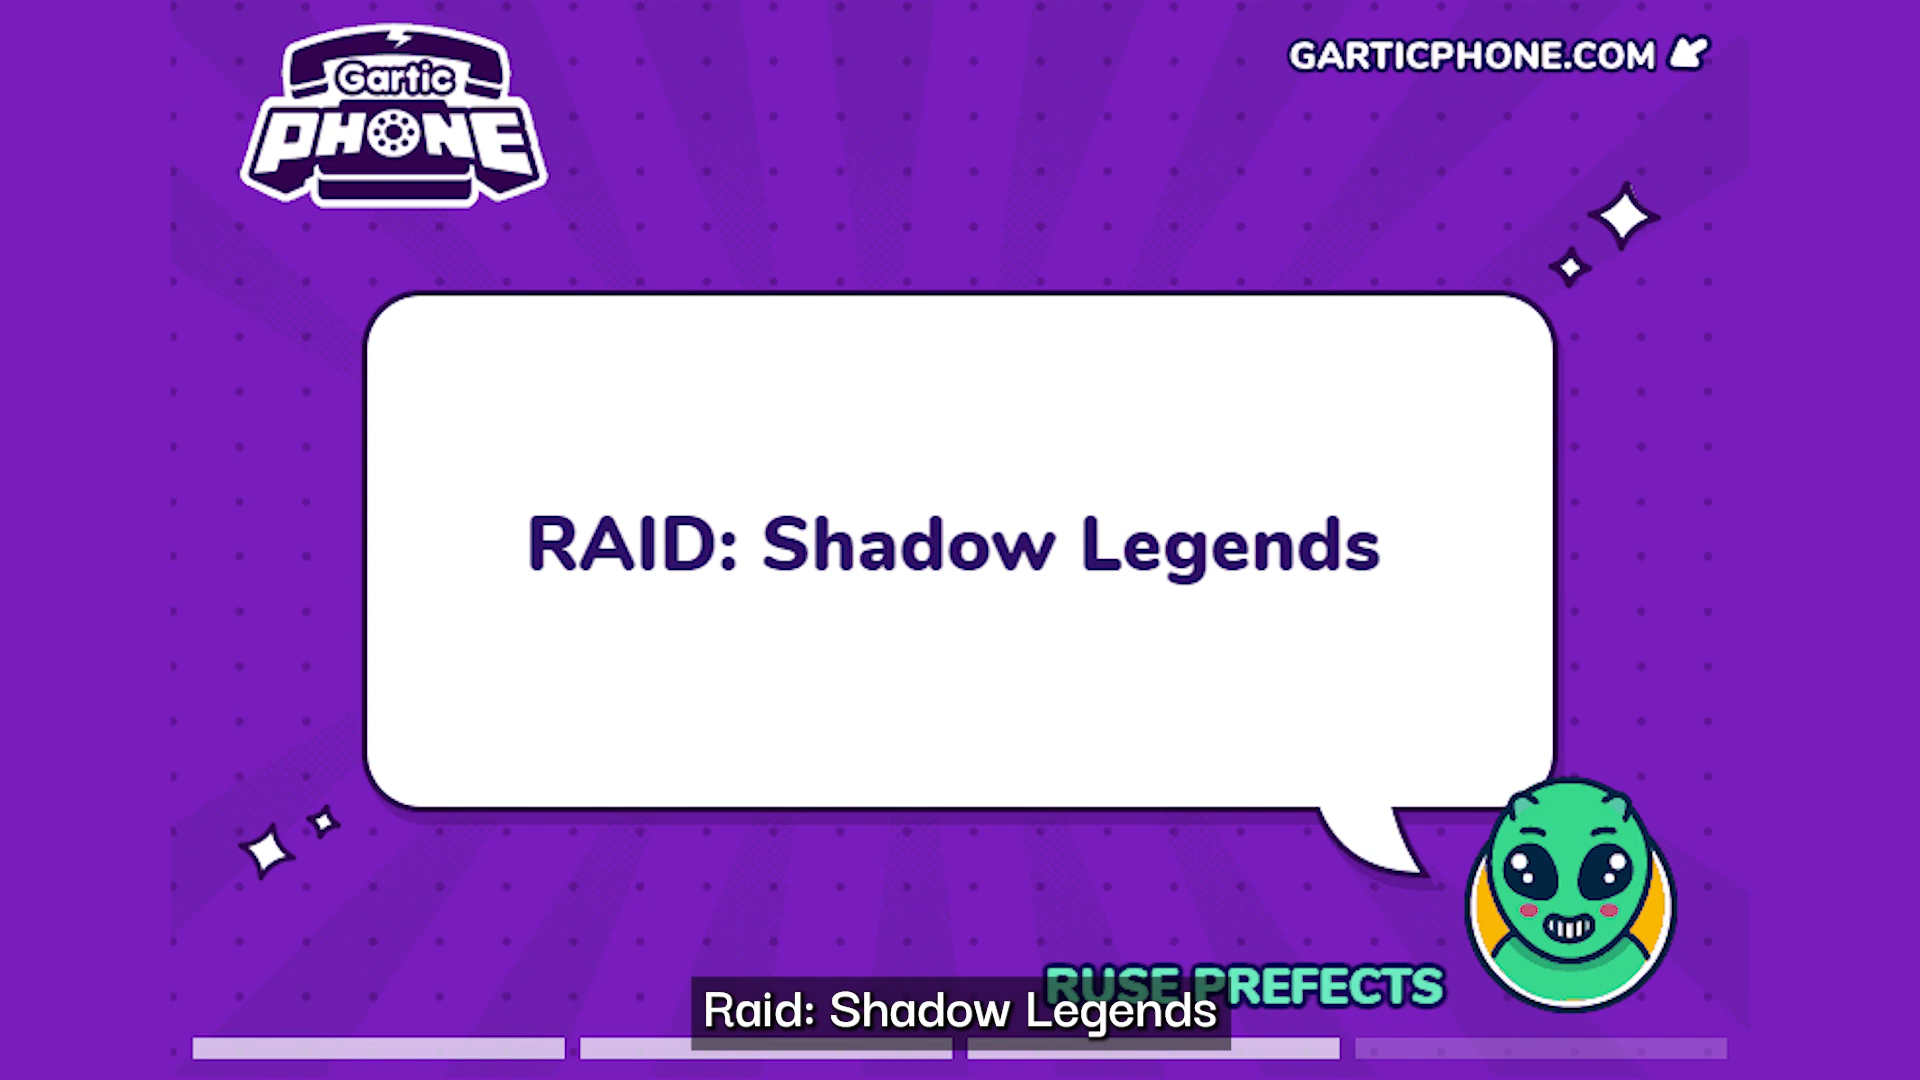 Gartic
PHONE
GARTICPHONE.COM
RAID: Shadow Legends
RUSE PREFECTS
Raid: Shadow Legends